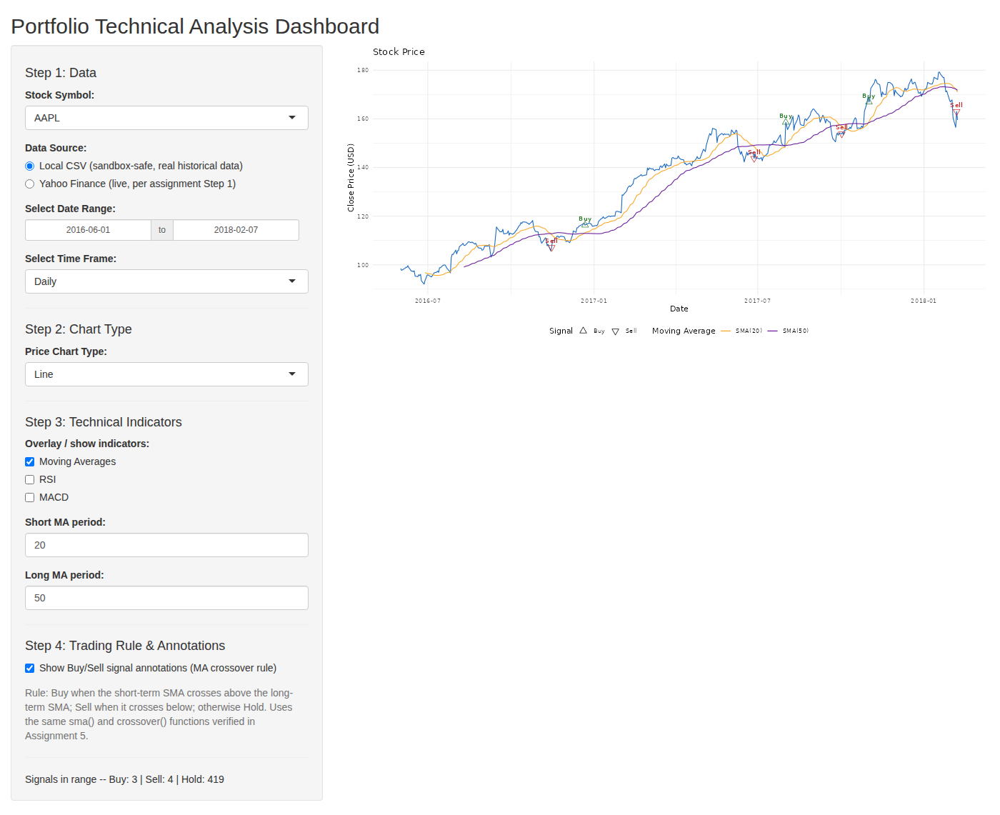 Portfolio Technical Analysis Dashboard
Step 1: Data
Stock Symbol:
AAPL
Data Source:
Local CSV (sandbox-safe, real historical data)
Yahoo Finance (live, per assignment Step 1)
Select Date Range:
2016-06-01 to 2018-02-07
Select Time Frame:
Daily
Step 2: Chart Type
Price Chart Type:
Line
Step 3: Technical Indicators
Overlay / show indicators:
Moving Averages
RSI
MACD
Short MA period:
20
Long MA period:
50
Step 4: Trading Rule & Annotations
Show Buy/Sell signal annotations (MA crossover rule)
Rule: Buy when the short-term SMA crosses above the long-
term SMA; Sell when it crosses below; otherwise Hold. Uses
the same sma() and crossover() functions verified in
Assignment 5.
Signals in range -- Buy: 3 | Sell: 4 | Hold: 419
Stock Price
Close Price (USD)
180
160
140
120
100
Sell
Buy
Sell
Buy
Sell
Buy
Sell
2016-07 2017-01 2017-07 2018-01
Date
Signal Buy Sell Moving Average SMA(20) SMA(50)